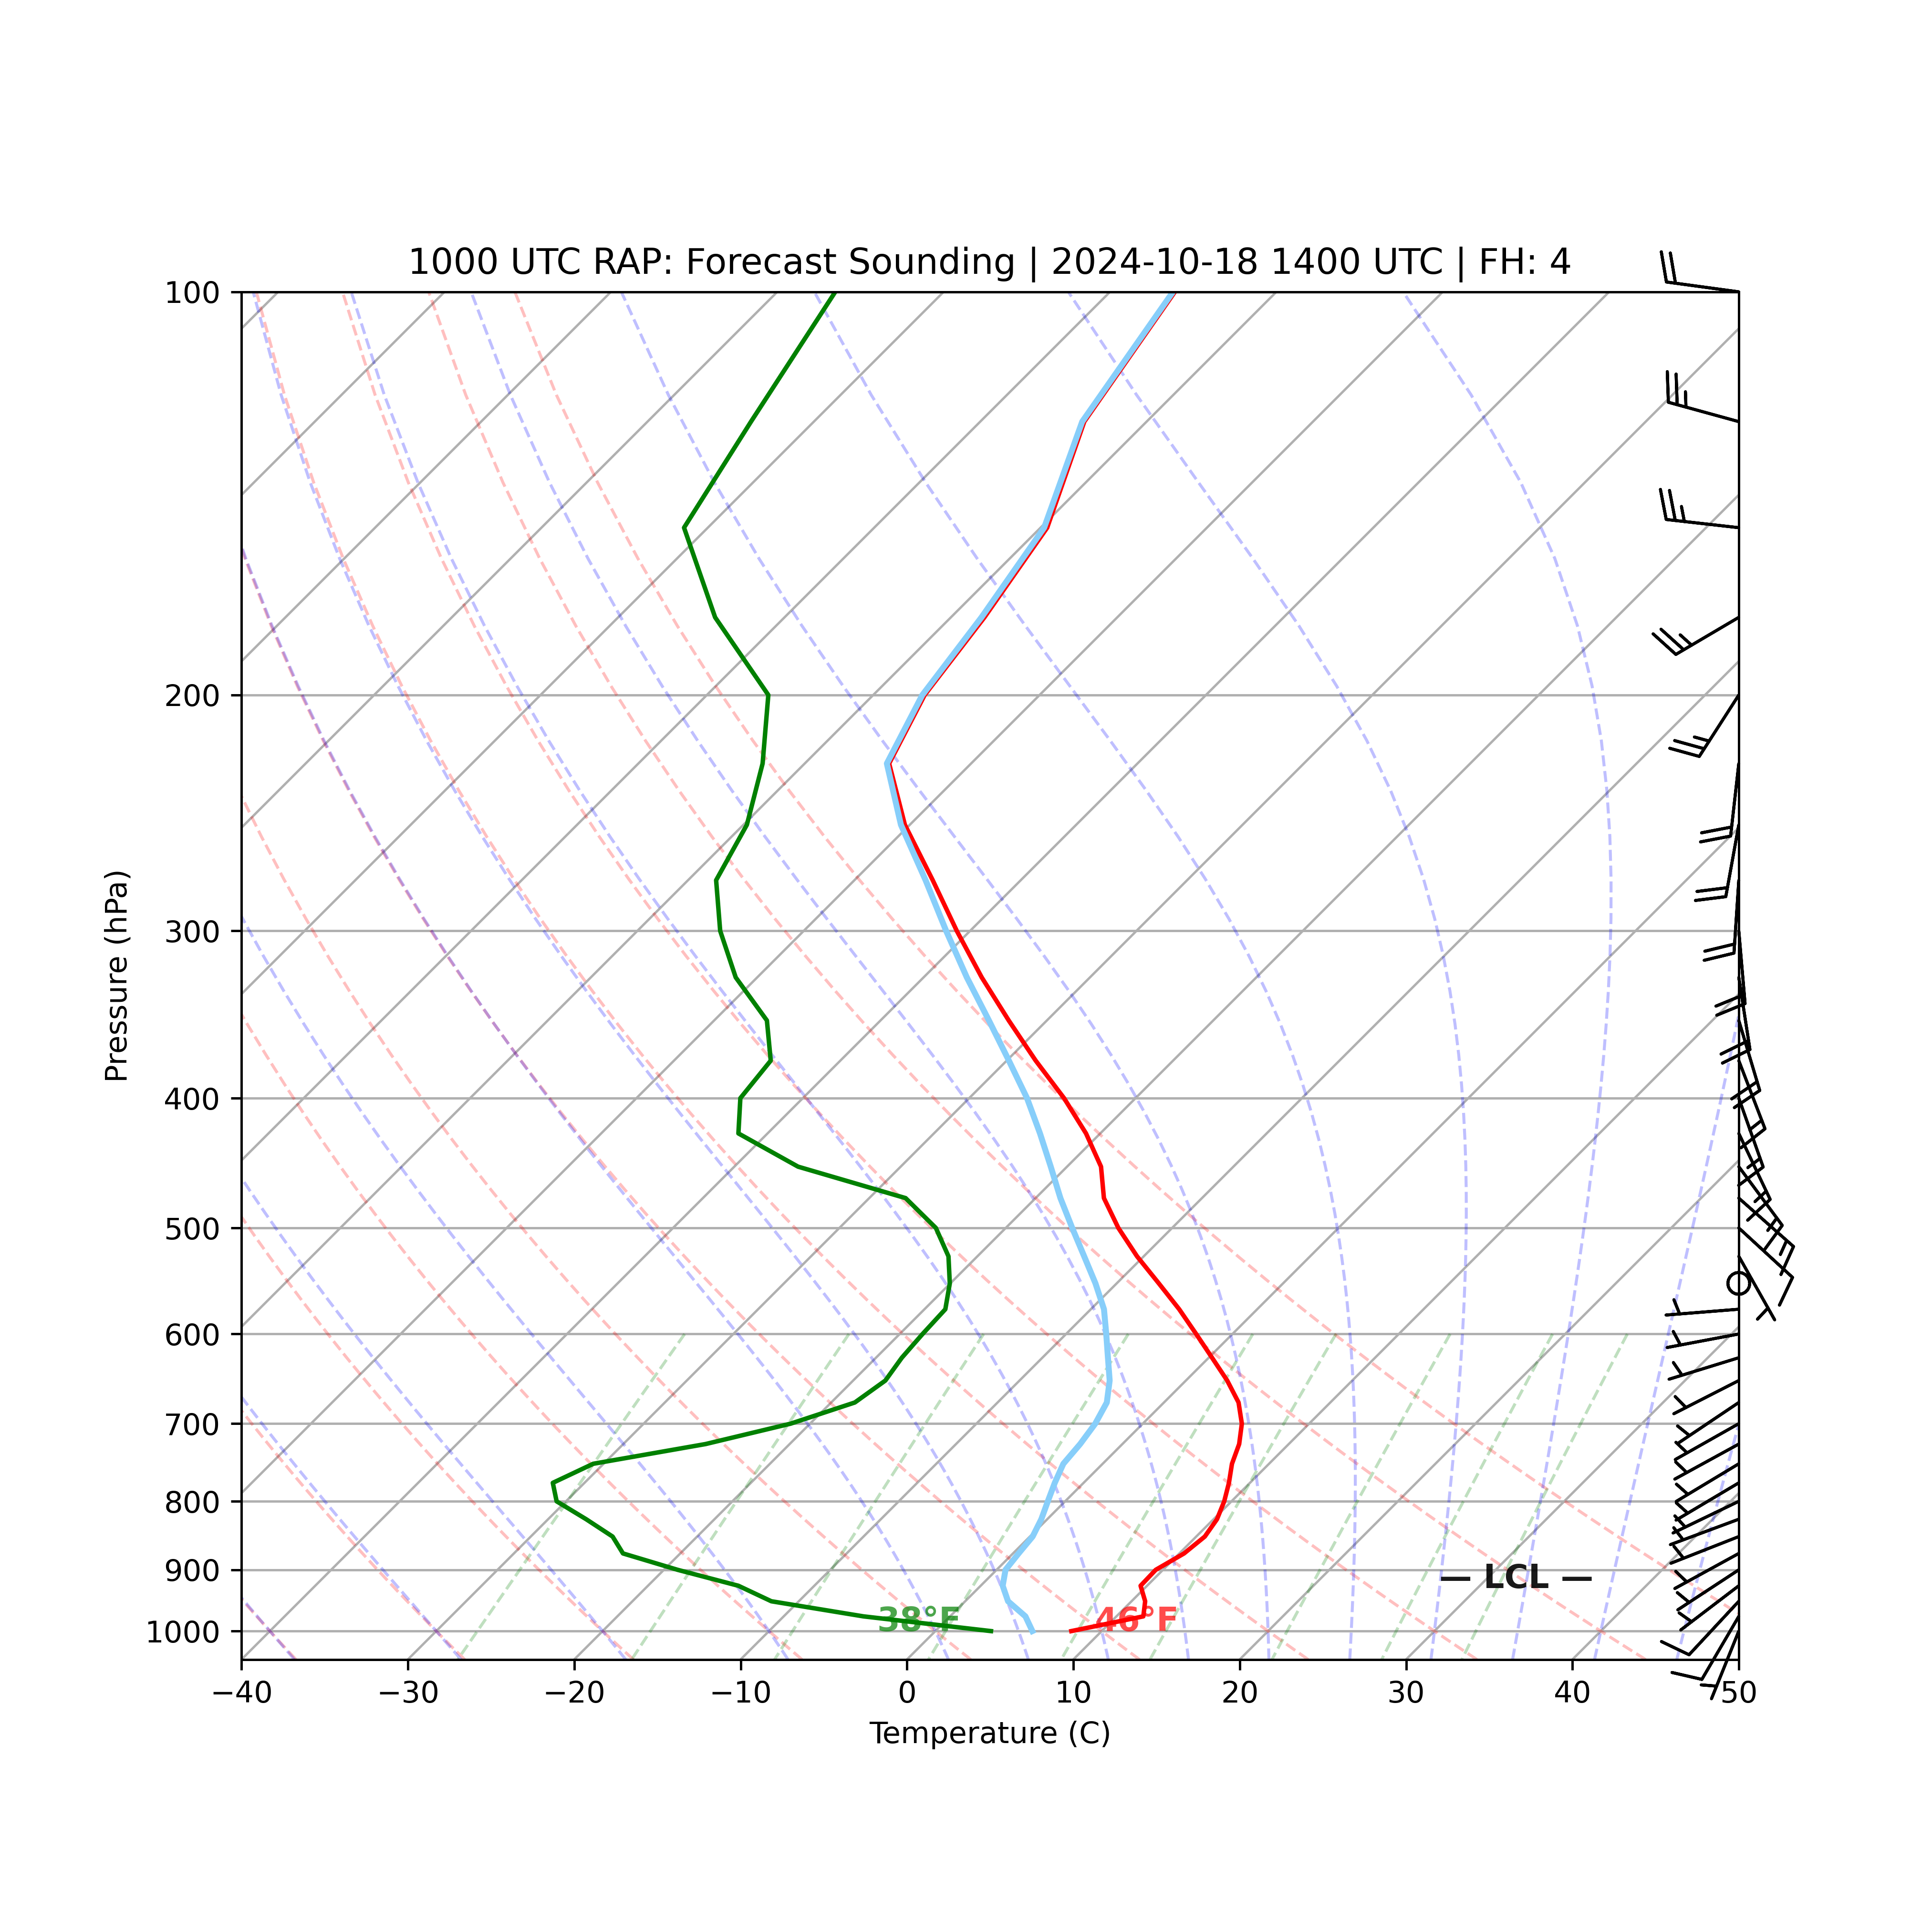 1000 UTC RAP: Forecast Sounding | 2024-10-18 1400 UTC | FH: 4
100
200
300
400
500
600
700
800
900
1000
Pressure (hPa)
— LCL —
38°F
46°F
−40 −30 −20 −10 0 10 20 30 40 50
Temperature (C)